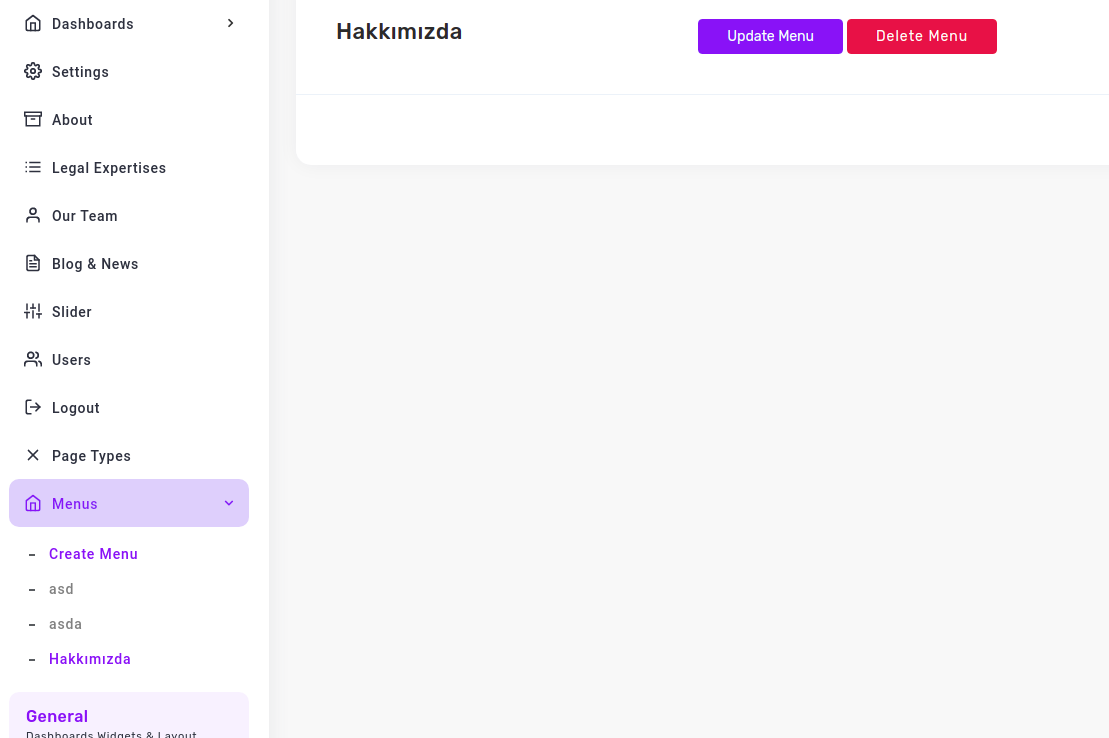 Dashboards
Settings
About
Legal Expertises
Our Team
Blog & News
Slider
Users
Logout
Page Types
Menus
Create Menu
asd
asda
Hakkımızda
General
Dashboards Widgets & Layout
Hakkımızda
Update Menu
Delete Menu